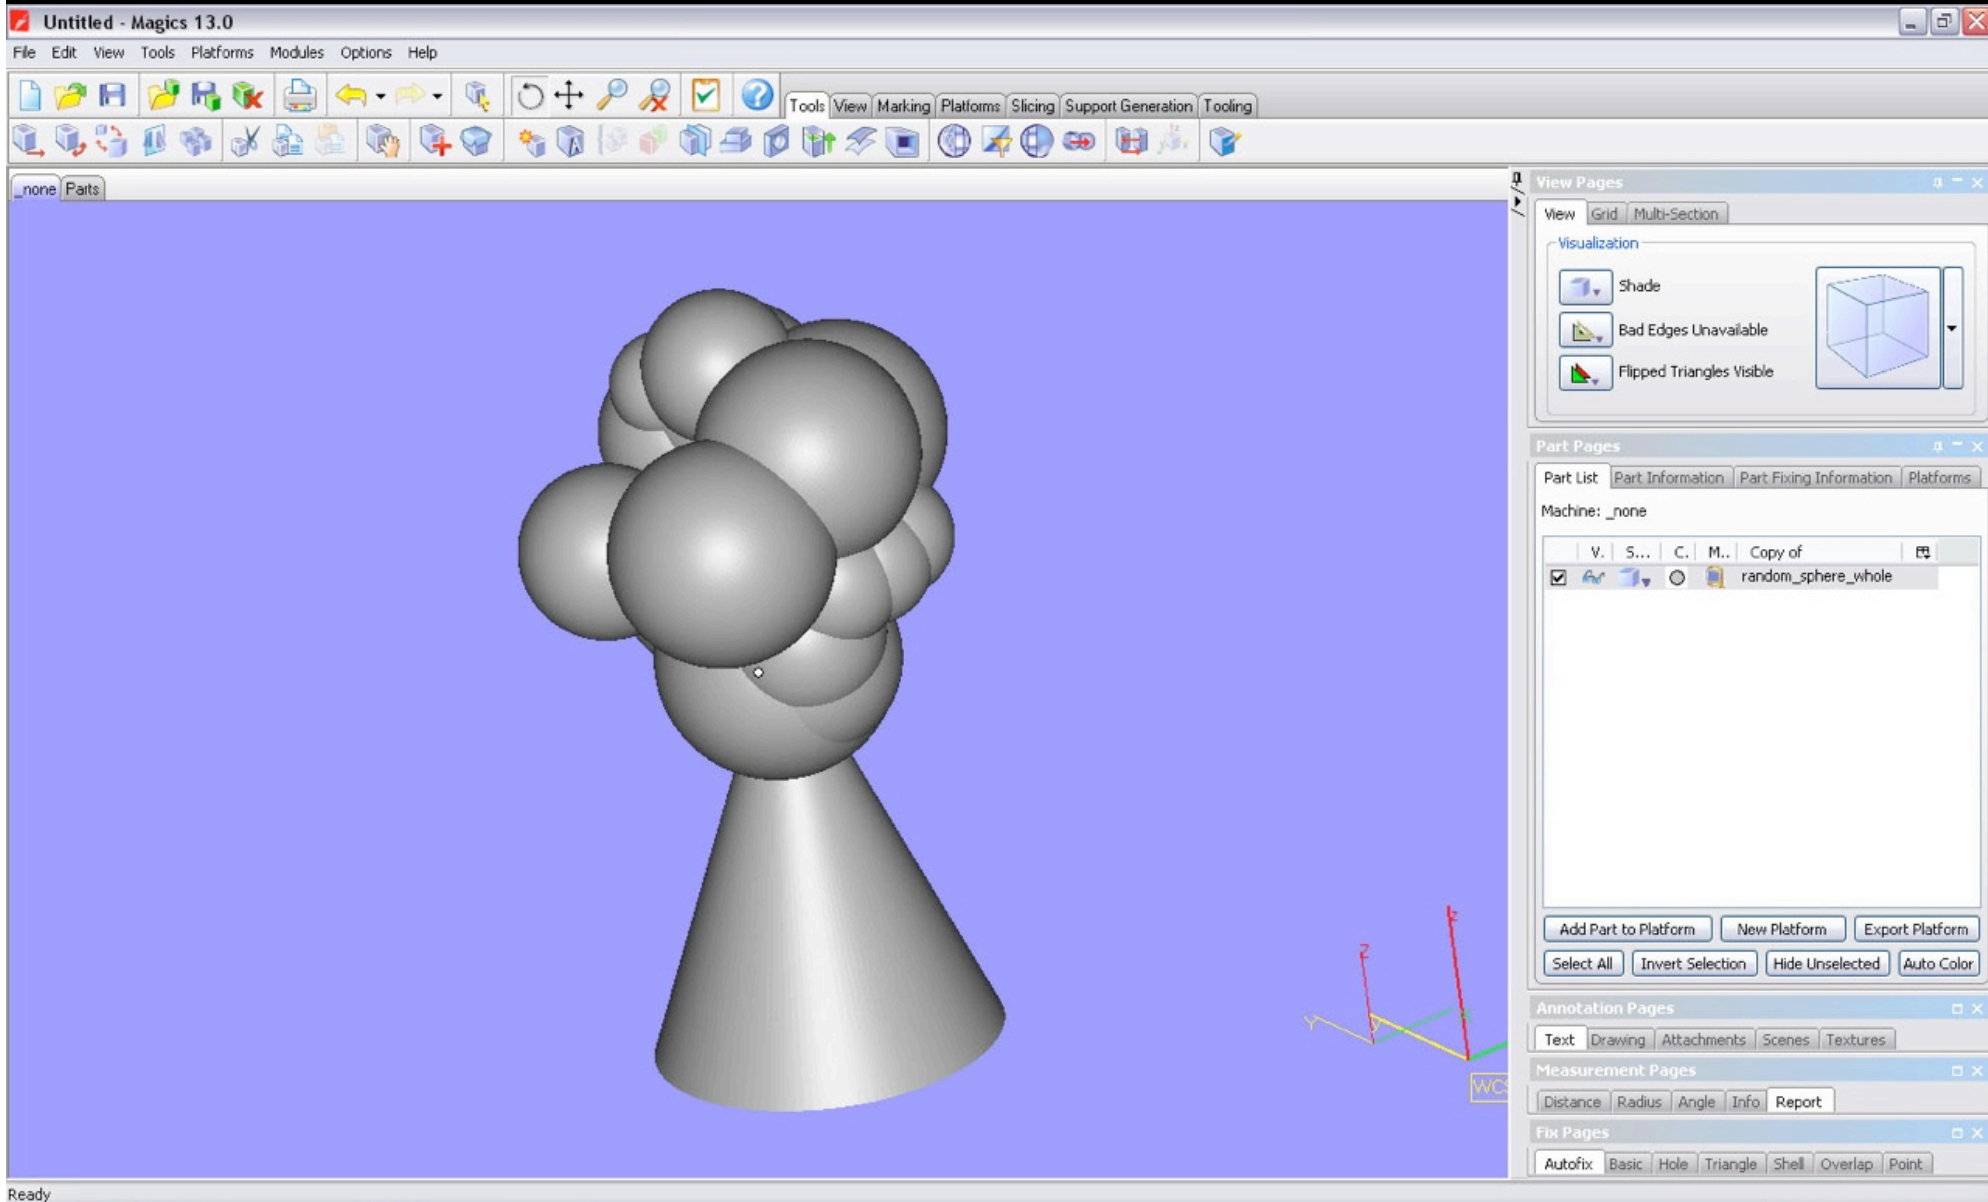 Untitled - Magics 13.0
File Edit View Tools Platforms Modules Options Help
Tools View Marking Platforms Slicing Support Generation Tooling
_none Parts
View Pages
View Grid Multi-Section
Visualization
Shade
Bad Edges Unavailable
Flipped Triangles Visible
Part Pages
Part List Part Information Part Fixing Information Platforms
Machine: _none
V. S... C. M.. Copy of
random_sphere_whole
Add Part to Platform New Platform Export Platform
Select All Invert Selection Hide Unselected Auto Color
Z Z
Y
WCS
Annotation Pages
Text Drawing Attachments Scenes Textures
Measurement Pages
Distance Radius Angle Info Report
Fix Pages
Autofix Basic Hole Triangle Shell Overlap Point
Ready